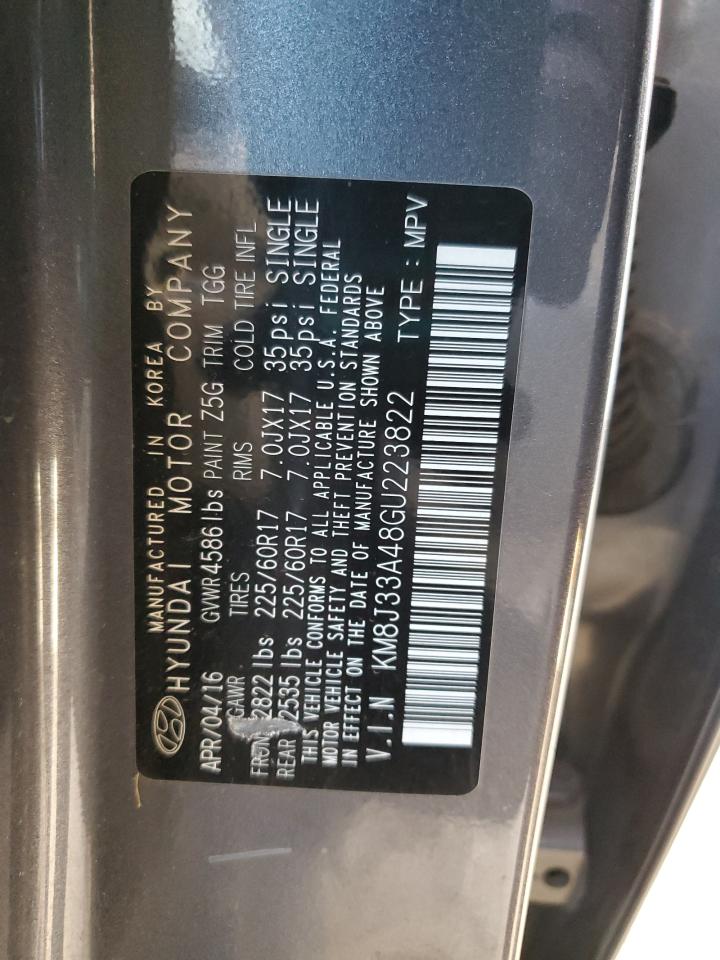 MANUFACTURED IN KOREA BY
HYUNDAI MOTOR COMPANY
APR/04/16 GVWR4586lbs PAINT Z5G TRIM TGG
GAWR TIRES RIMS COLD TIRE INFL
FRONT 2822 lbs 225/60R17 7.0JX17 35psi SINGLE
REAR 2535 lbs 225/60R17 7.0JX17 35psi SINGLE
THIS VEHICLE CONFORMS TO ALL APPLICABLE U.S.A. FEDERAL
MOTOR VEHICLE SAFETY AND THEFT PREVENTION STANDARDS
IN EFFECT ON THE DATE OF MANUFACTURE SHOWN ABOVE
V.I.N KM8J33A48GU223822 TYPE : MPV